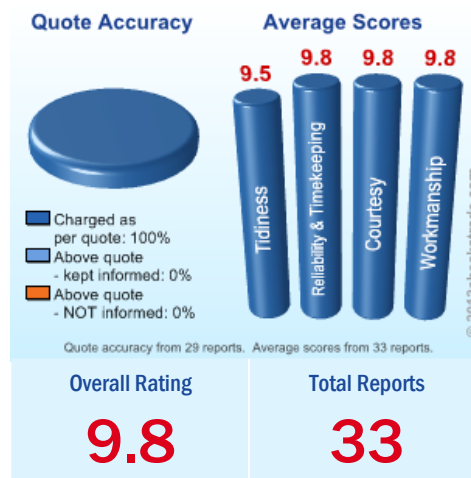 Quote Accuracy
Average Scores
9.5
9.8
9.8
9.8
Tidiness
Reliability & Timekeeping
Courtesy
Workmanship
Charged as
per quote: 100%
Above quote
- kept informed: 0%
Above quote
- NOT informed: 0%
Quote accuracy from 29 reports. Average scores from 33 reports.
Overall Rating
Total Reports
9.8
33